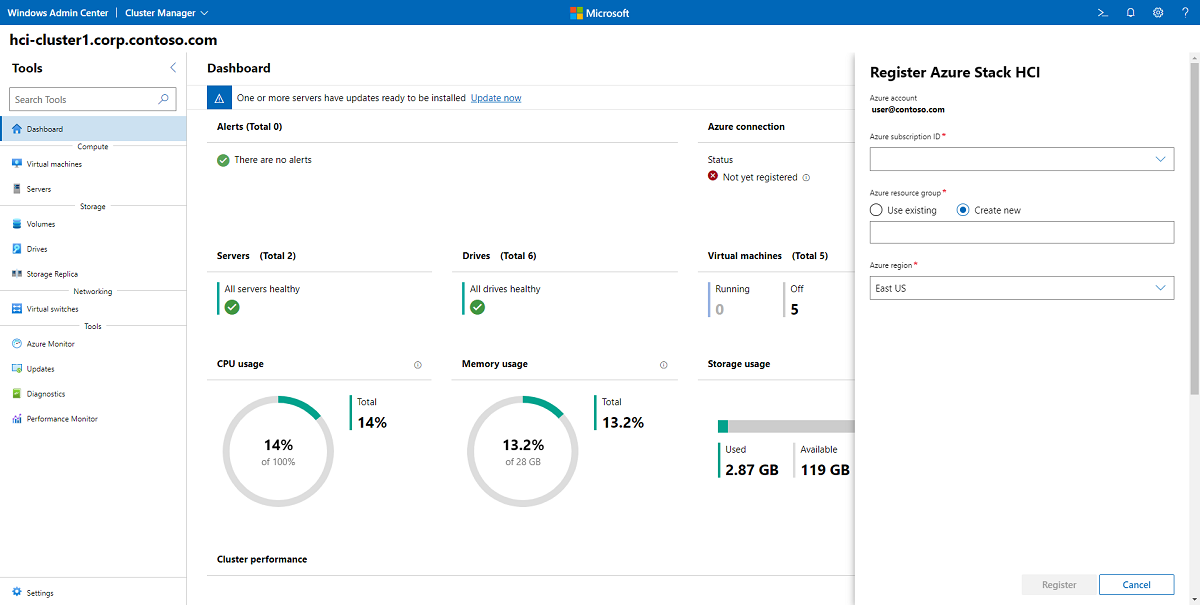 Windows Admin Center | Cluster Manager
Microsoft
hci-cluster1.corp.contoso.com
Tools
Search Tools
Dashboard
Compute
Virtual machines
Servers
Storage
Volumes
Drives
Storage Replica
Networking
Virtual switches
Tools
Azure Monitor
Updates
Diagnostics
Performance Monitor
Settings
Dashboard
One or more servers have updates ready to be installed Update now
Alerts (Total 0)
There are no alerts
Azure connection
Status
Not yet registered
Servers (Total 2)
All servers healthy
Drives (Total 6)
All drives healthy
Virtual machines (Total 5)
Running
0
Off
5
CPU usage
14%
of 100%
Total
14%
Memory usage
13.2%
of 28 GB
Total
13.2%
Storage usage
Used
2.87 GB
Available
119 GB
Cluster performance
Register Azure Stack HCI
Azure account
user@contoso.com
Azure subscription ID *
Azure resource group *
Use existing Create new
Azure region *
East US
Register Cancel